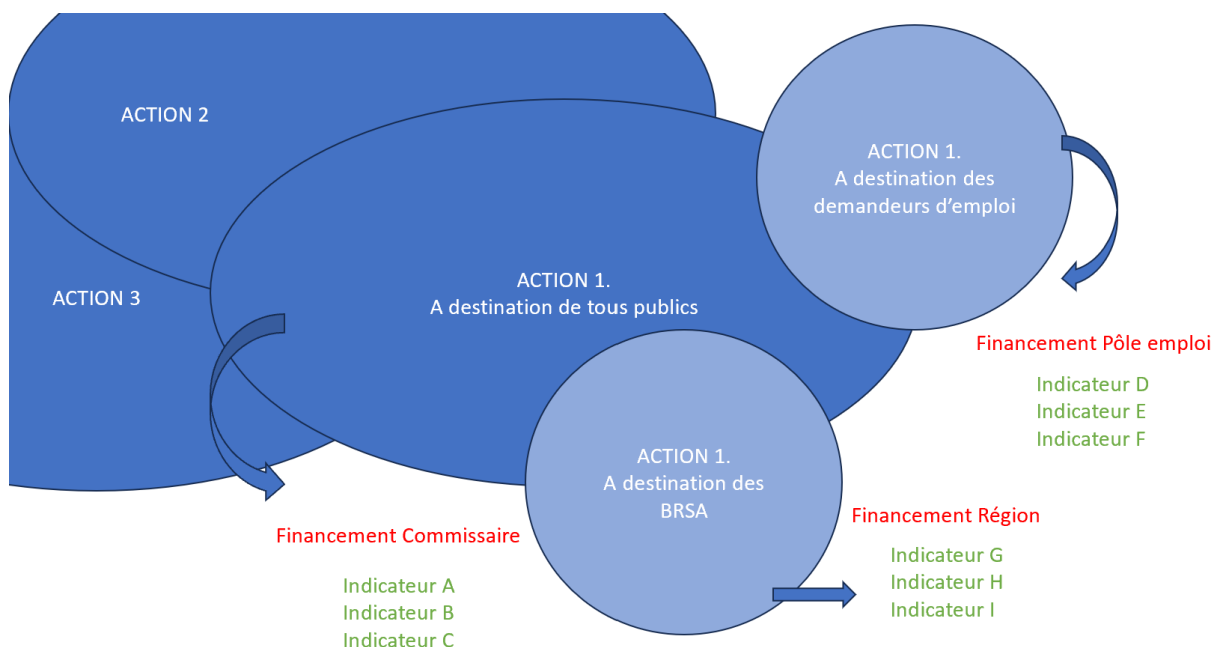 ACTION 2
ACTION 3
ACTION 1.
A destination de tous publics
ACTION 1.
A destination des
demandeurs d’emploi
ACTION 1.
A destination des
BRSA
Financement Pôle emploi
Indicateur D
Indicateur E
Indicateur F
Financement Commissaire
Indicateur A
Indicateur B
Indicateur C
Financement Région
Indicateur G
Indicateur H
Indicateur I